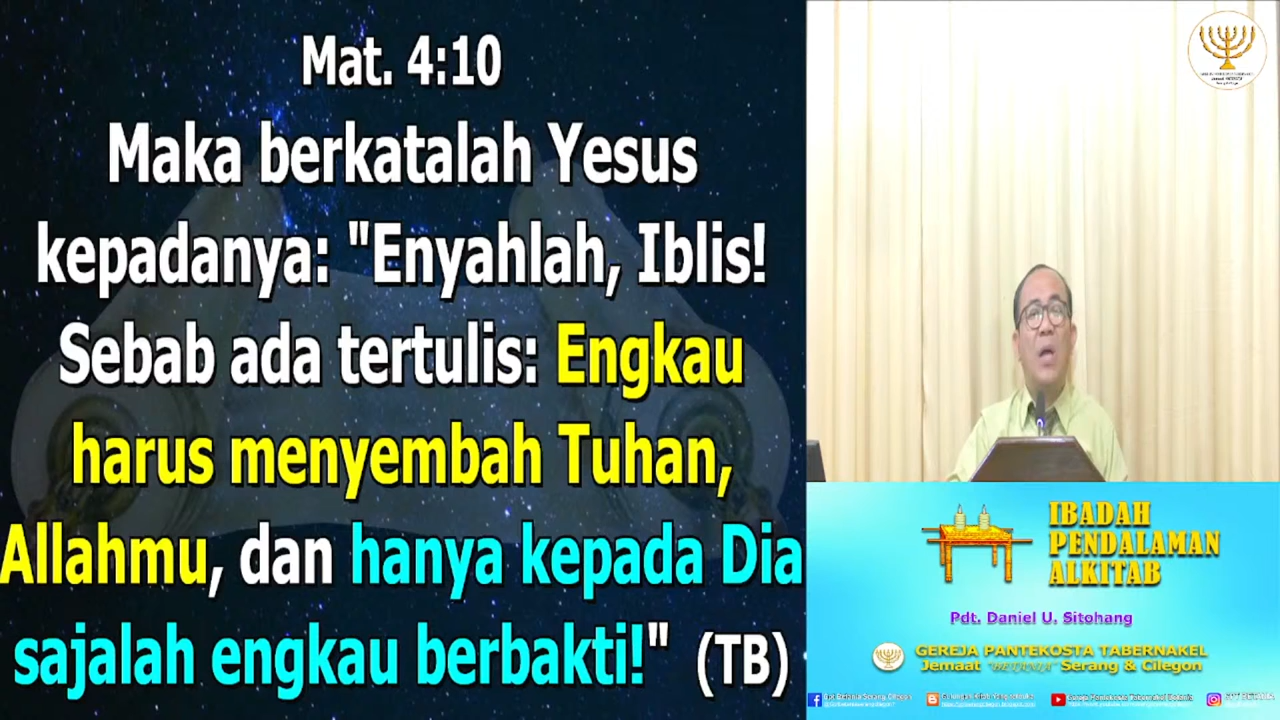 Mat. 4:10
Maka berkatalah Yesus
kepadanya: "Enyahlah, Iblis!
Sebab ada tertulis: Engkau
harus menyembah Tuhan,
Allahmu, dan hanya kepada Dia
sajalah engkau berbakti!" (TB)
IBADAH
PENDALAMAN
ALKITAB
Pdt. Daniel U. Sitohang
GEREJA PANTEKOSTA TABERNAKEL
Jemaat "BETANIA" Serang & Cilegon